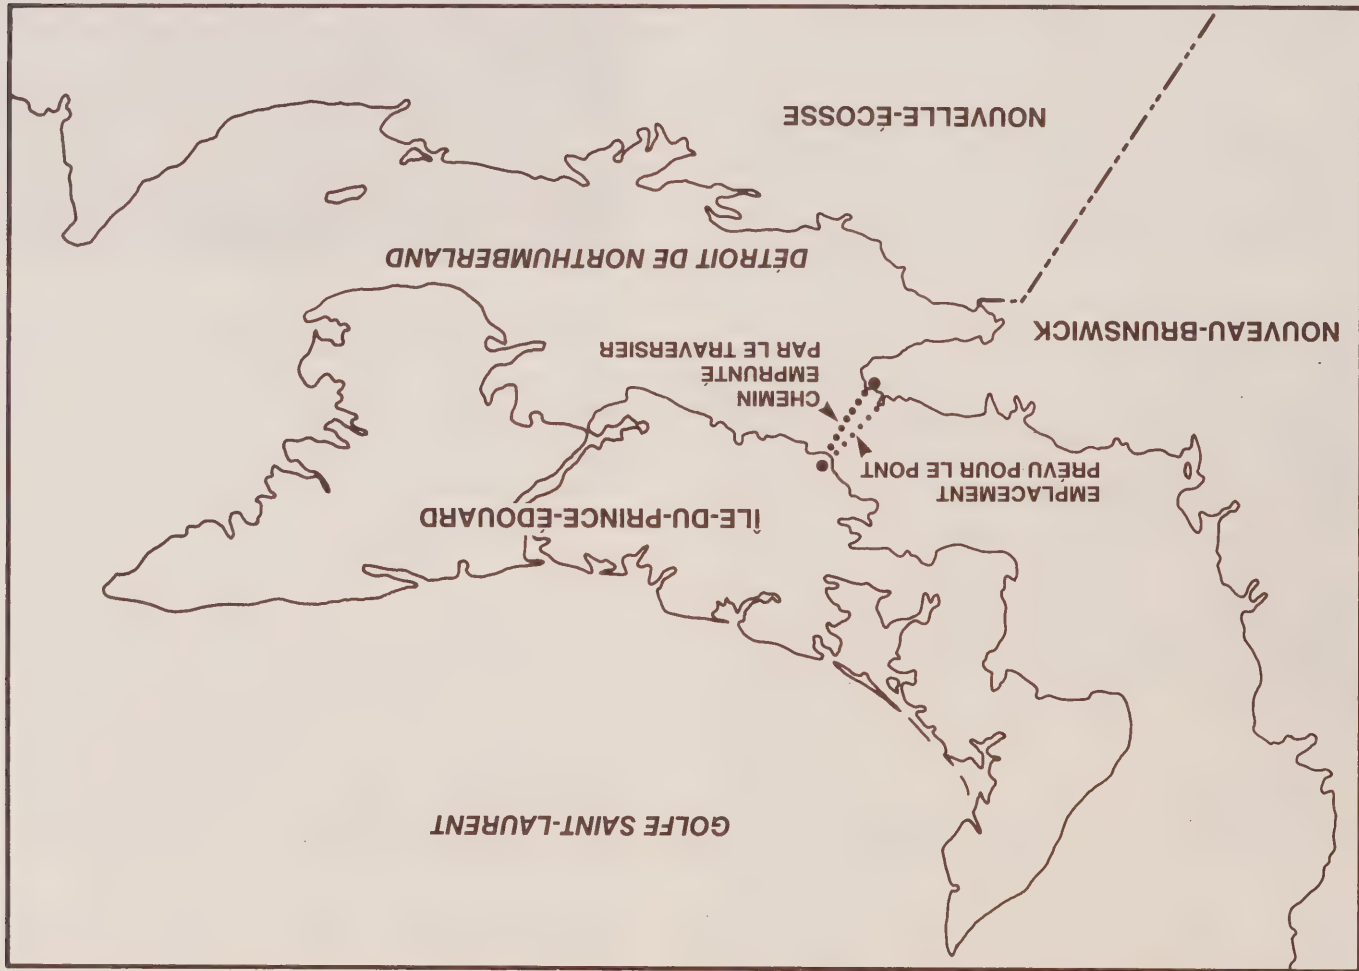 GOLFE SAINT-LAURENT
ÎLE-DU-PRINCE-ÉDOUARD
EMPLACEMENT
PRÉVU POUR LE PONT
CHEMIN
EMPRUNTÉ
PAR LE TRAVERSIER
NOUVEAU-BRUNSWICK
DÉTROIT DE NORTHUMBERLAND
NOUVELLE-ÉCOSSE